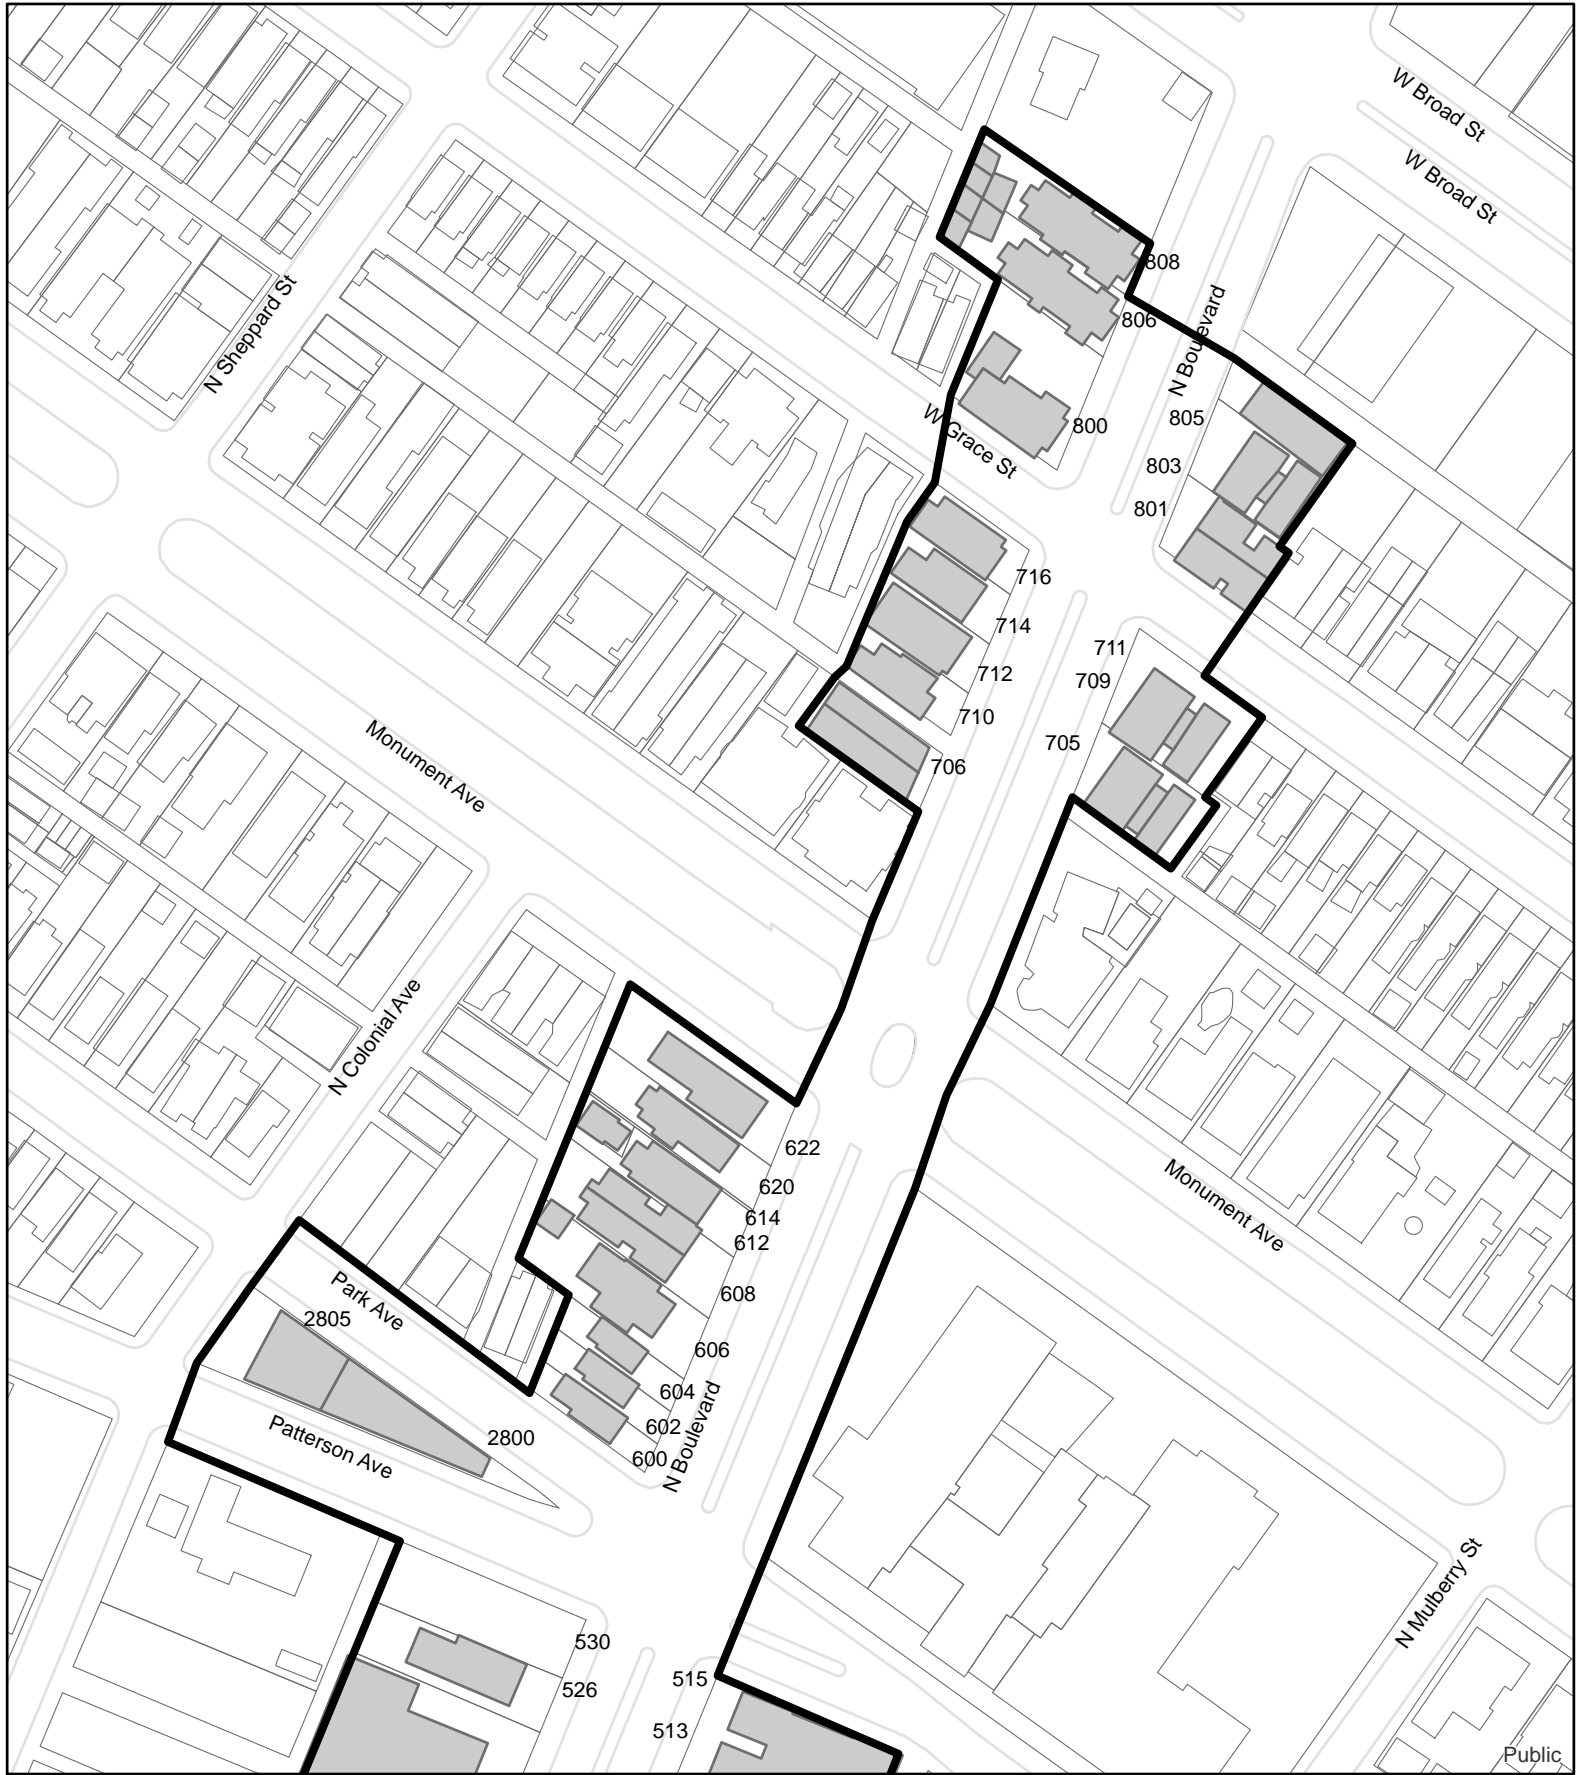 W Broad St
W Broad St
808
N Boulevard
806
N Sheppard St
805
800
W Grace St
803
801
716
714
711
712
709
710
705
706
Monument Ave
N Colonial Ave
622
620
Monument Ave
614
612
608
Park Ave
2805
606
604
N Boulevard
602
2800
600
Patterson Ave
N Mulberry St
530
515
526
513
Public